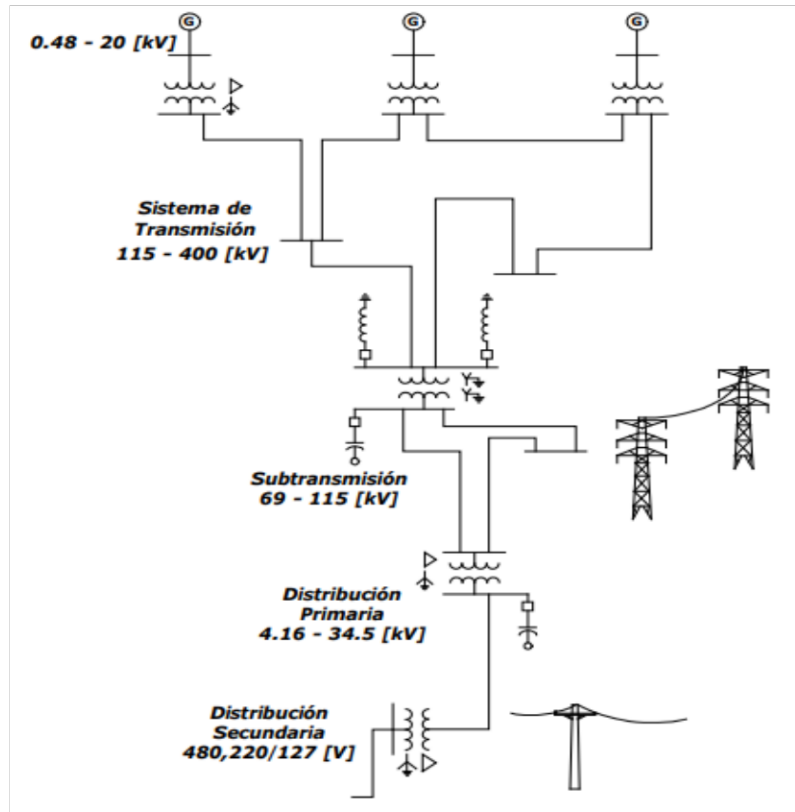 G
G
G
0.48 - 20 [kV]
Sistema de
Transmisión
115 - 400 [kV]
Subtransmisión
69 - 115 [kV]
Distribución
Primaria
4.16 - 34.5 [kV]
Distribución
Secundaria
480,220/127 [V]